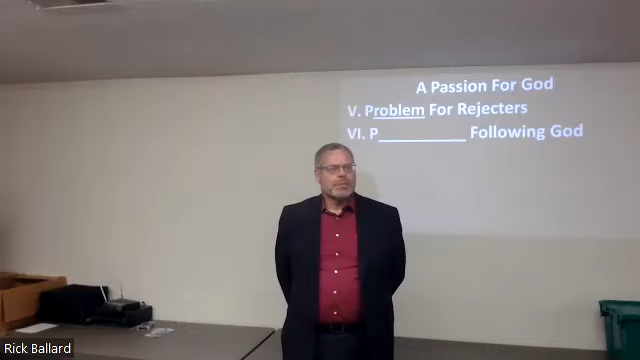 A Passion For God
V. Problem For Rejecters
VI. P__________ Following God
Rick Ballard